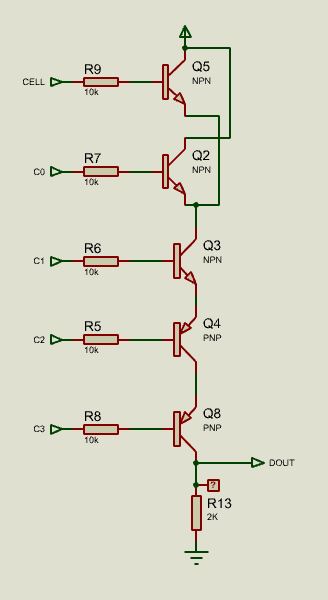 Q5
NPN
R9
10k
CELL
Q2
NPN
R7
10k
C0
Q3
NPN
R6
10k
C1
Q4
PNP
R5
10k
C2
Q8
PNP
R8
10k
C3
DOUT
?
R13
2K